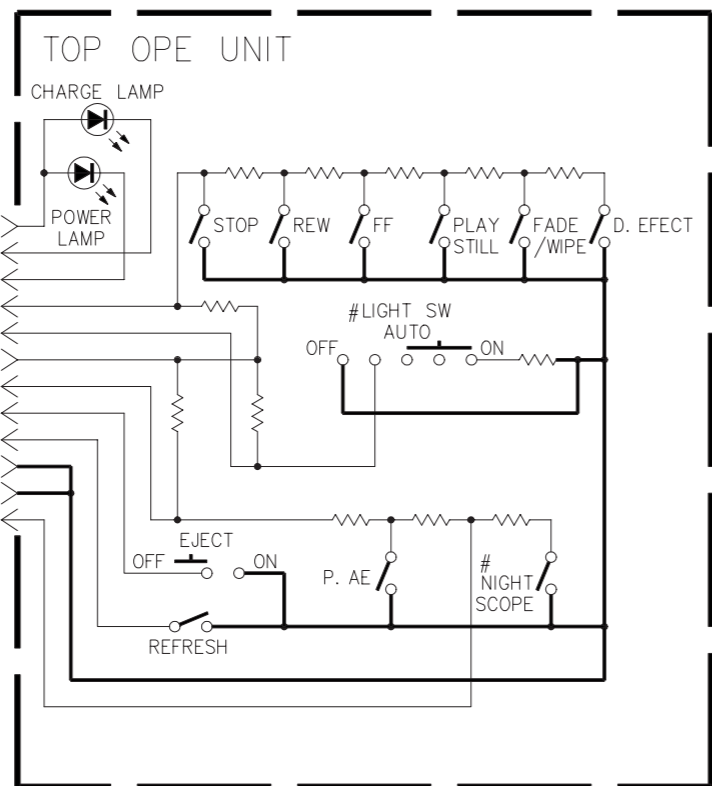 TOP OPE UNIT
CHARGE LAMP
POWER
LAMP
STOP
REW
FF
PLAY
STILL
FADE
/WIPE
D. EFECT
#LIGHT SW
AUTO
OFF
ON
EJECT
OFF
ON
P. AE
#
NIGHT
SCOPE
REFRESH